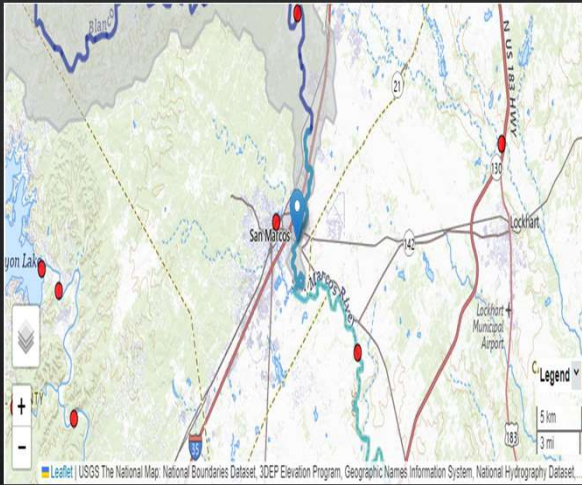 Blanco
21
N US 183 HWY
130
San Marcos
Lockhart
142
yon Lake
Marcos River
Lockhart
Municipal
Airport
Legend
C
+
5 km
3 mi
NTY
−
35
183
Leaflet | USGS The National Map: National Boundaries Dataset, 3DEP Elevation Program, Geographic Names Information System, National Hydrography Dataset,...